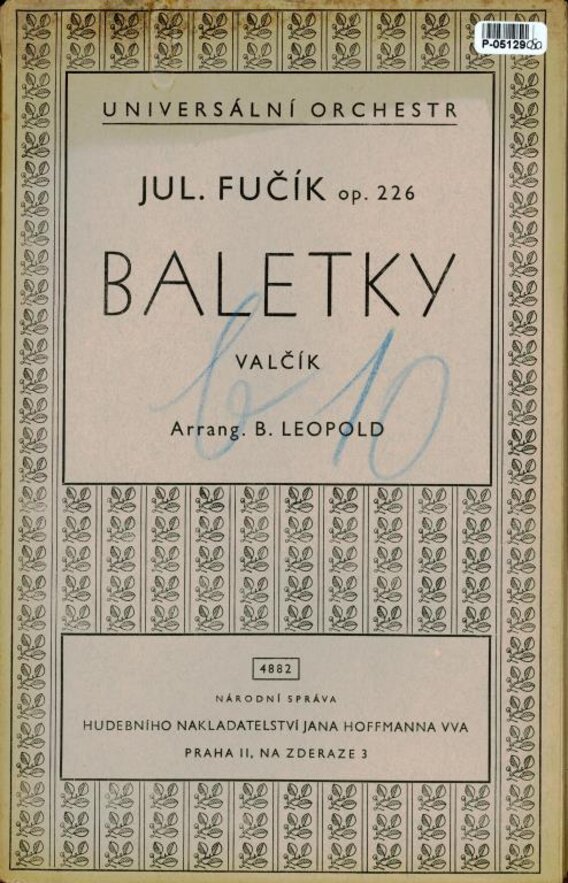 P-05129
UNIVERSÁLNÍ ORCHESTR
JUL. FUČÍK op. 226
BALETKY
VALČÍK
b 10
Arrang. B. LEOPOLD
4882
NÁRODNÍ SPRÁVA
HUDEBNÍHO NAKLADATELSTVÍ JANA HOFFMANNA VVA
PRAHA II, NA ZDERAZE 3